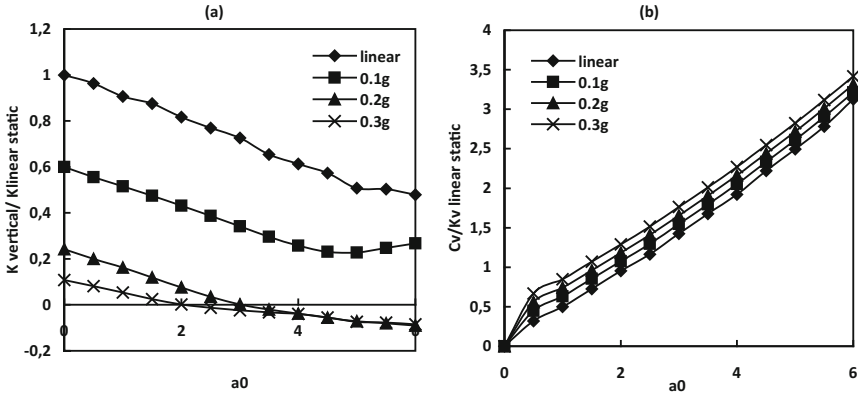 (a)
1,2
1
0,8
0,6
0,4
0,2
0
-0,2
K vertical/ Klinear static
linear
0.1g
0.2g
0.3g
0
2
4
6
a0
(b)
4
3,5
3
2,5
2
1,5
1
0,5
0
Cv/Kv linear static
linear
0.1g
0.2g
0.3g
0
2
4
6
a0